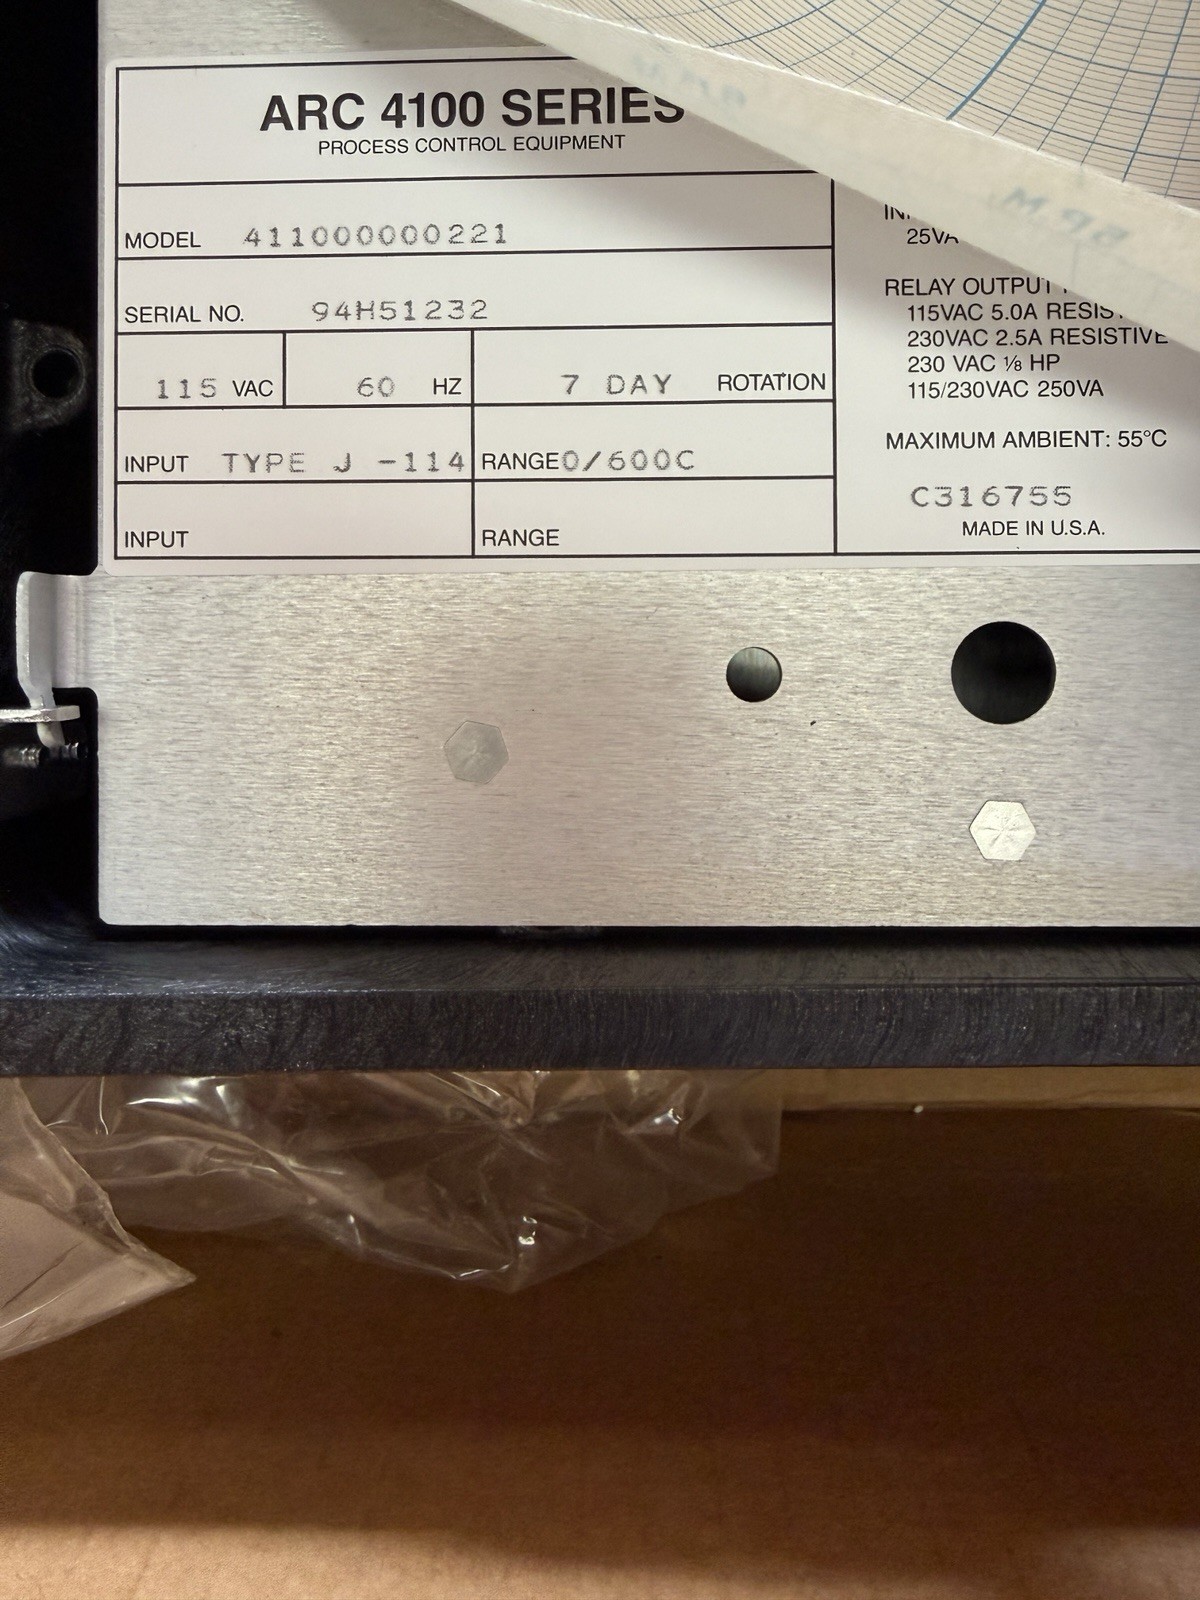 ARC 4100 SERIES
PROCESS CONTROL EQUIPMENT
MODEL 411000000221
SERIAL NO. 94H51232
115 VAC 60 HZ 7 DAY ROTATION
INPUT TYPE J -114 RANGE 0/600C
INPUT RANGE
25VA
RELAY OUTPUT
115VAC 5.0A
230VAC 2.5A RESISTIVE
230 VAC ⅛ HP
115/230VAC 250VA
MAXIMUM AMBIENT: 55°C
C316755
MADE IN U.S.A.